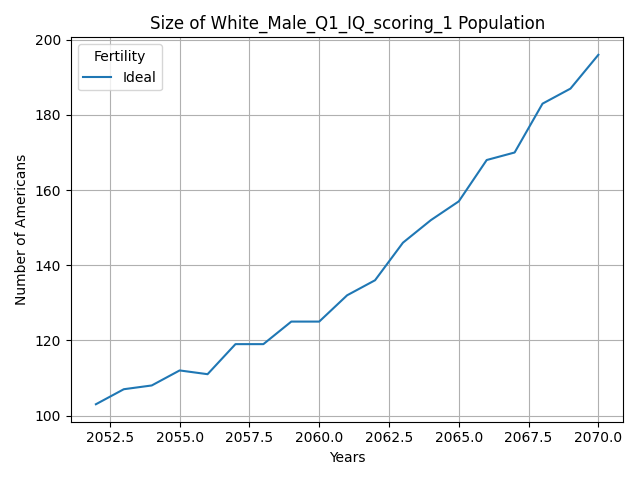 Size of White_Male_Q1_IQ_scoring_1 Population
Fertility
Ideal
Number of Americans
200
180
160
140
120
100
2052.5 2055.0 2057.5 2060.0 2062.5 2065.0 2067.5 2070.0
Years